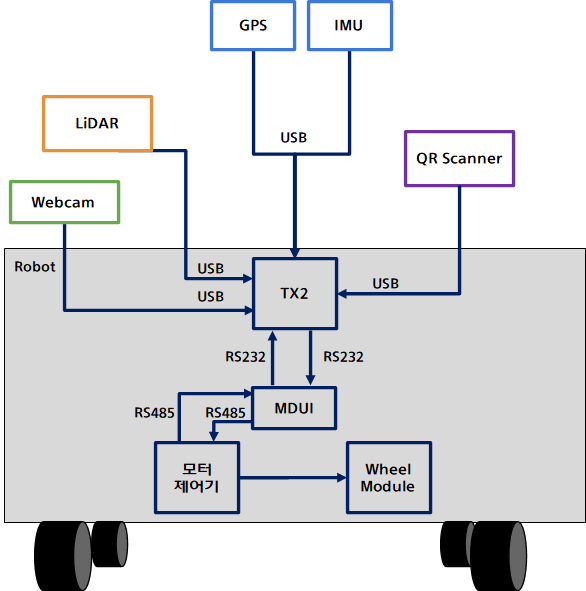 GPS
IMU
USB
LiDAR
QR Scanner
Webcam
Robot
USB
TX2
USB
USB
RS232
RS232
MDUI
RS485
RS485
모터
제어기
Wheel
Module